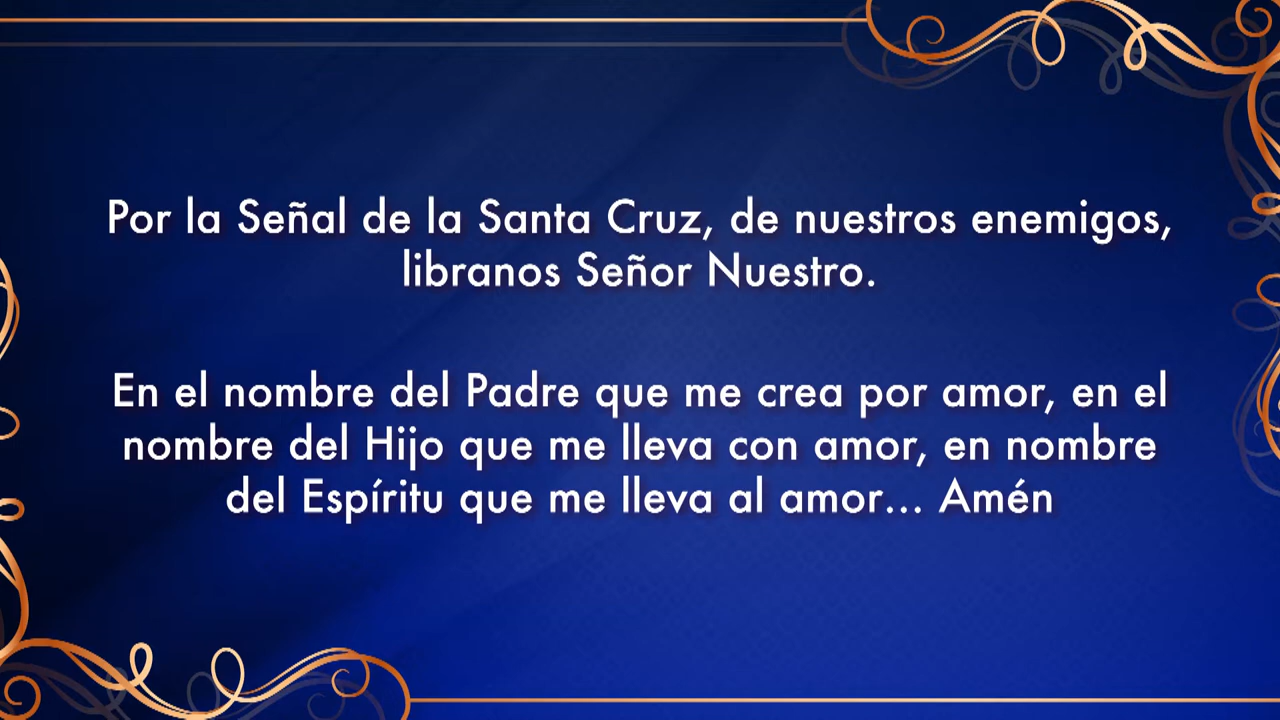 Por la Señal de la Santa Cruz, de nuestros enemigos,
libranos Señor Nuestro.
En el nombre del Padre que me crea por amor, en el
nombre del Hijo que me lleva con amor, en nombre
del Espíritu que me lleva al amor... Amén